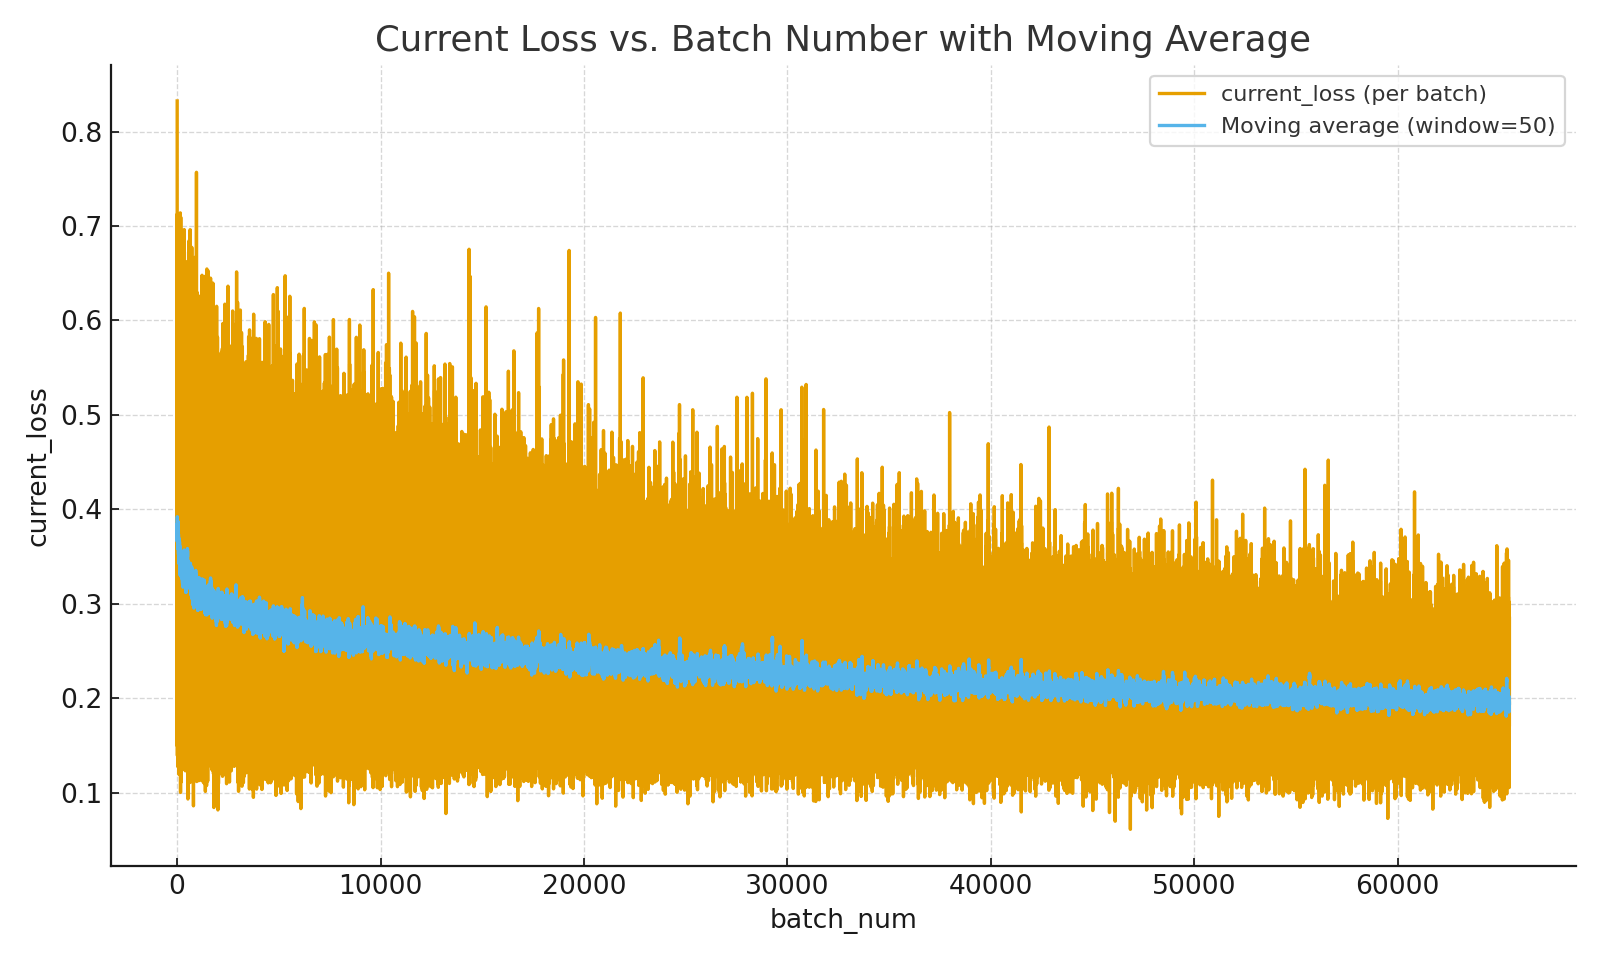 Current Loss vs. Batch Number with Moving Average
current_loss (per batch)
Moving average (window=50)
current_loss
0.8
0.7
0.6
0.5
0.4
0.3
0.2
0.1
0 10000 20000 30000 40000 50000 60000
batch_num